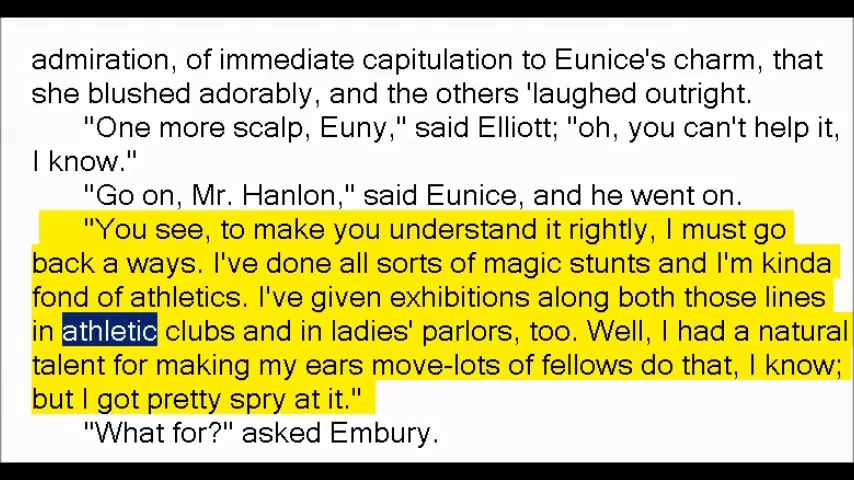 admiration, of immediate capitulation to Eunice's charm, that
she blushed adorably, and the others 'laughed outright.
"One more scalp, Euny," said Elliott; "oh, you can't help it,
I know."
"Go on, Mr. Hanlon," said Eunice, and he went on.
"You see, to make you understand it rightly, I must go
back a ways. I've done all sorts of magic stunts and I'm kinda
fond of athletics. I've given exhibitions along both those lines
in athletic clubs and in ladies' parlors, too. Well, I had a natural
talent for making my ears move-lots of fellows do that, I know;
but I got pretty spry at it."
"What for?" asked Embury.